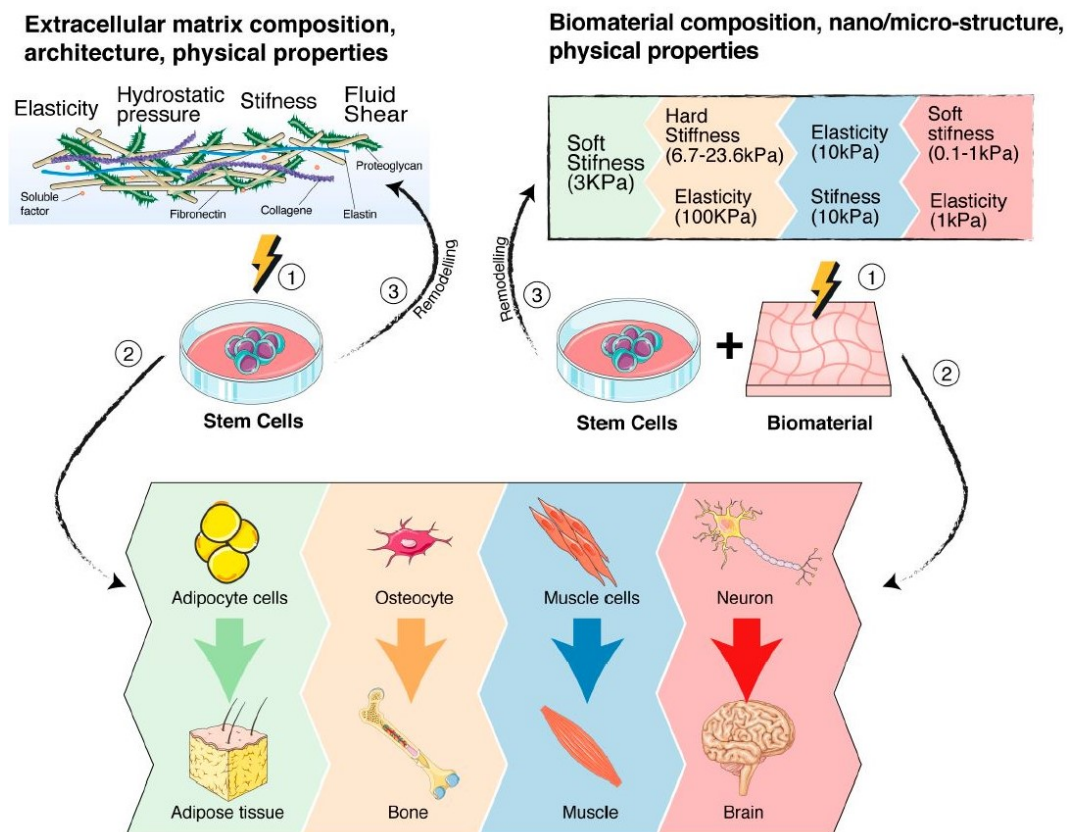 Extracellular matrix composition,
architecture, physical properties
Elasticity
Hydrostatic
pressure
Stifness
Fluid
Shear
Proteoglycan
Soluble
factor
Fibronectin
Collagene
Elastin
1
2
3
Remodelling
Stem Cells
Biomaterial composition, nano/micro-structure,
physical properties
Soft
Stifness
(3KPa)
Hard
Stiffness
(6.7-23.6kPa)
Elasticity
(100KPa)
Elasticity
(10kPa)
Stifness
(10kPa)
Soft
stifness
(0.1-1kPa)
Elasticity
(1kPa)
Remodelling
3
1
2
+
Stem Cells
Biomaterial
Adipocyte cells
Osteocyte
Muscle cells
Neuron
Adipose tissue
Bone
Muscle
Brain